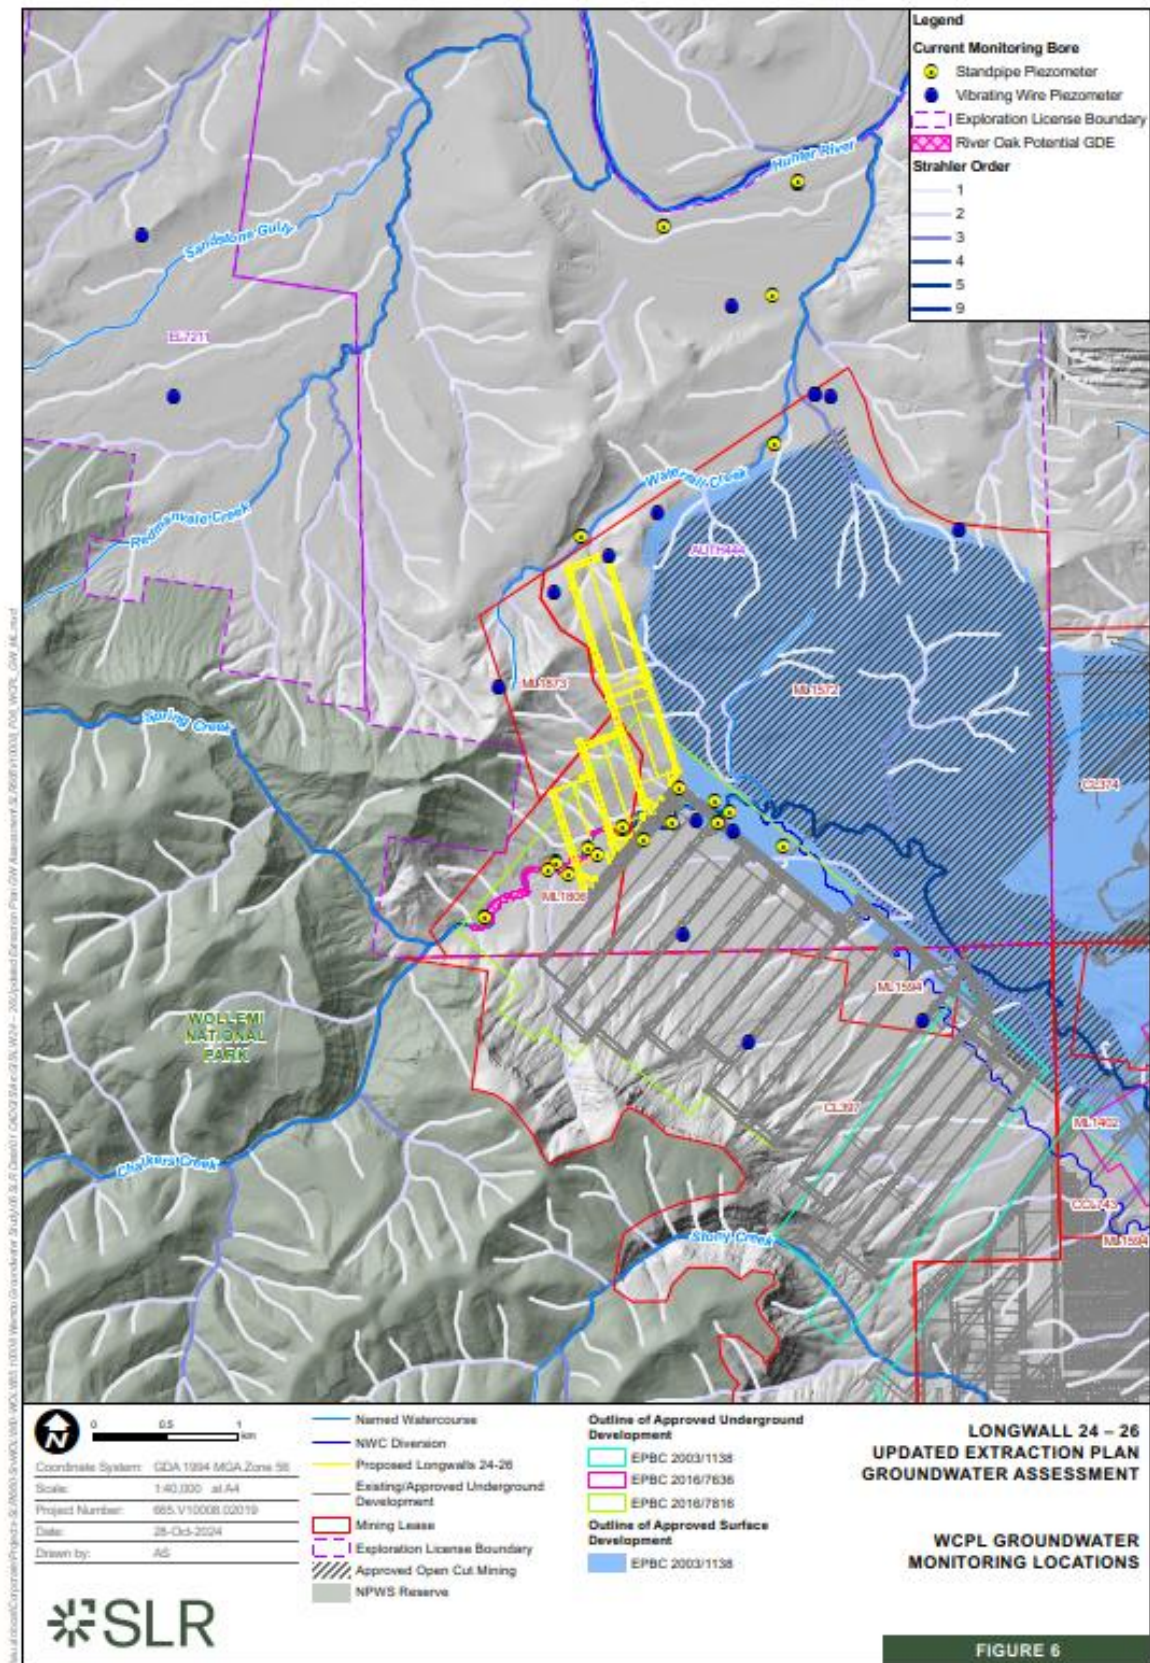 Legend
Current Monitoring Bore
Standpipe Piezometer
Vibrating Wire Piezometer
Exploration License Boundary
River Oak Potential GDE
Strahler Order
1
2
3
4
5
9
Hunter River
Sandstone Gully
EL7211
Waterfall Creek
Redmanvale Creek
AUTH444
ML1873
ML1572
Spring Creek
CL374
ML1806
WOLLEMI
NATIONAL
PARK
ML1594
CL397
ML1402
Chalkers Creek
CCL743
ML1594
Stony Creek
N
0 0.5 1
km
Coordinate System: GDA 1994 MGA Zone 56
Scale: 1:40,000 at A4
Project Number: 665.V10008.02019
Date: 28-Oct-2024
Drawn by: AS
SLR
Named Watercourse
NWC Diversion
Proposed Longwalls 24-26
Existing/Approved Underground
Development
Mining Lease
Exploration License Boundary
Approved Open Cut Mining
NPWS Reserve
Outline of Approved Underground
Development
EPBC 2003/1138
EPBC 2016/7636
EPBC 2016/7816
Outline of Approved Surface
Development
EPBC 2003/1138
LONGWALL 24 – 26
UPDATED EXTRACTION PLAN
GROUNDWATER ASSESSMENT
WCPL GROUNDWATER
MONITORING LOCATIONS
FIGURE 6